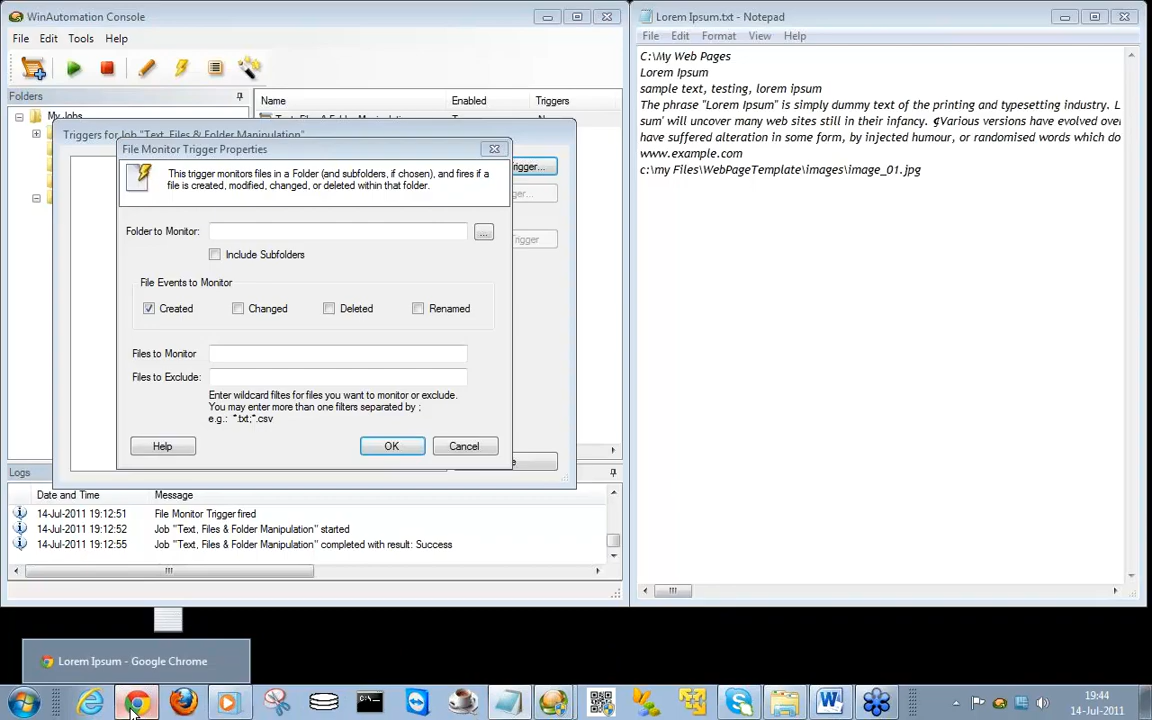 WinAutomation Console
File Edit Tools Help
Folders
My Jobs
Name Enabled Triggers
Triggers for Job "Text, Files & Folder Manipulation"
File Monitor Trigger Properties
This trigger monitors files in a Folder (and subfolders, if chosen), and fires if a
file is created, modified, changed, or deleted within that folder.
Folder to Monitor:
...
Include Subfolders
File Events to Monitor
Created Changed Deleted Renamed
Files to Monitor
Files to Exclude:
Enter wildcard filtes for files you want to monitor or exclude.
You may enter more than one filters separated by ;
e.g.: *.txt;*.csv
Help OK Cancel
Logs
Date and Time Message
14-Jul-2011 19:12:51 File Monitor Trigger fired
14-Jul-2011 19:12:52 Job "Text, Files & Folder Manipulation" started
14-Jul-2011 19:12:55 Job "Text, Files & Folder Manipulation" completed with result: Success
Lorem Ipsum.txt - Notepad
File Edit Format View Help
C:\My Web Pages
Lorem Ipsum
sample text, testing, lorem ipsum
The phrase "Lorem Ipsum" is simply dummy text of the printing and typesetting industry. L
sum' will uncover many web sites still in their infancy. Various versions have evolved over
have suffered alteration in some form, by injected humour, or randomised words which do
www.example.com
c:\my Files\WebPageTemplate\images\image_01.jpg
Lorem Ipsum - Google Chrome
19:44
14-Jul-2011